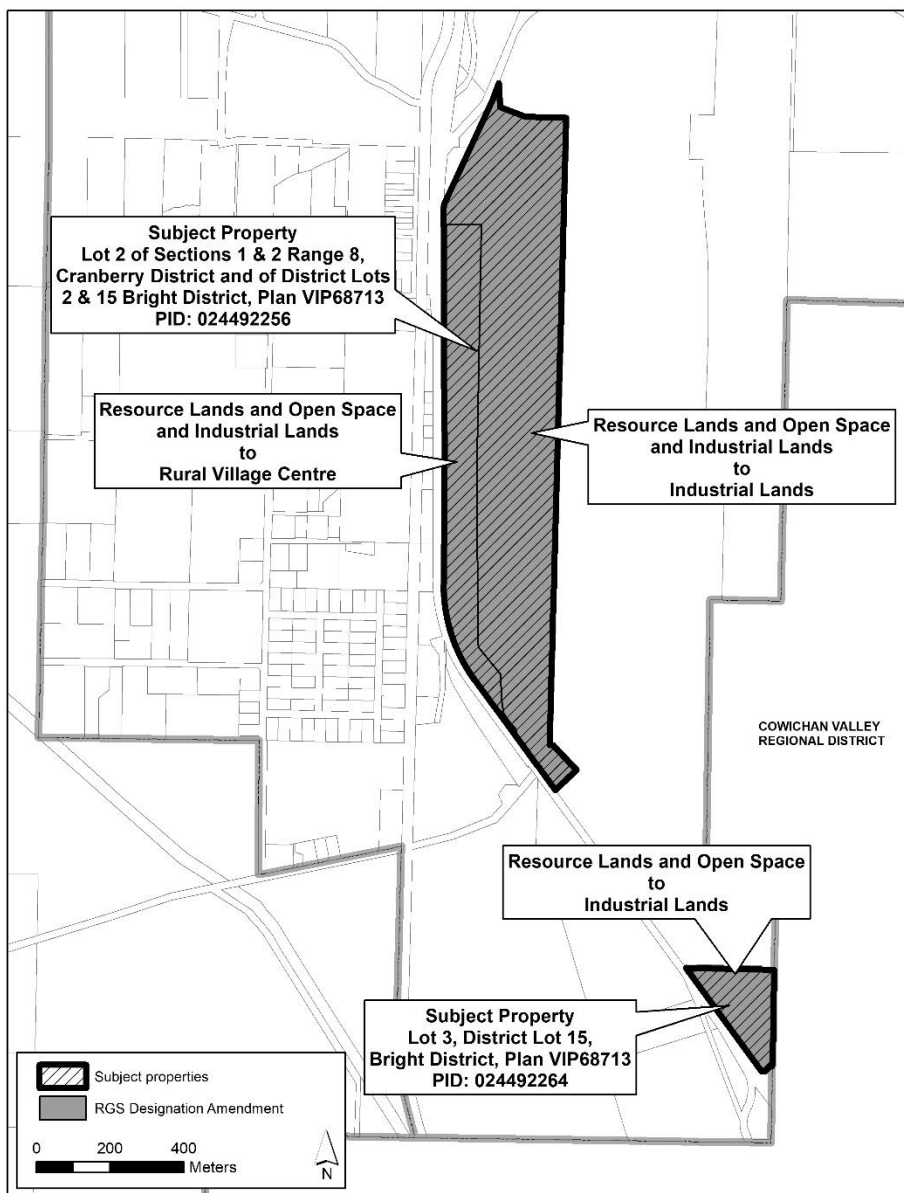 Subject Property
Lot 2 of Sections 1 & 2 Range 8,
Cranberry District and of District Lots
2 & 15 Bright District, Plan VIP68713
PID: 024492256
Resource Lands and Open Space
and Industrial Lands
to
Rural Village Centre
Resource Lands and Open Space
and Industrial Lands
to
Industrial Lands
COWICHAN VALLEY
REGIONAL DISTRICT
Resource Lands and Open Space
to
Industrial Lands
Subject Property
Lot 3, District Lot 15,
Bright District, Plan VIP68713
PID: 024492264
Subject properties
RGS Designation Amendment
0 200 400
Meters
N